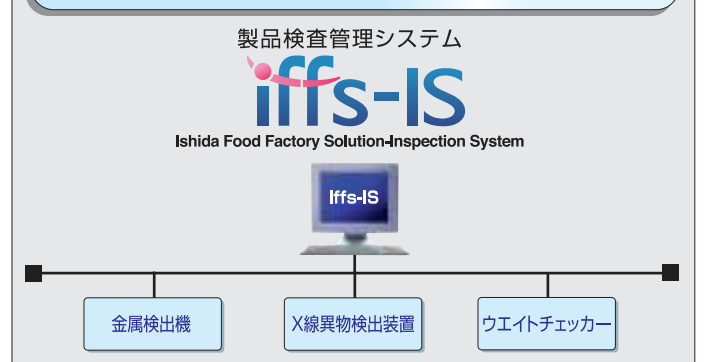 製品検査管理システム
iffs-IS
Ishida Food Factory Solution-Inspection System
Iffs-IS
金属検出機
X線異物検出装置
ウエイトチェッカー